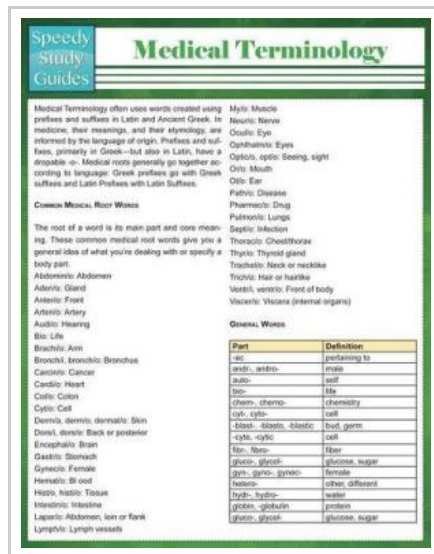 Speedy
Study
Guides
Medical Terminology
Medical Terminology often uses words created using
prefixes and suffixes in Latin and Ancient Greek. In
medicine, their meanings, and their etymology, are
informed by the language of origin. Prefixes and suf-
fixes, primarily in Greek—but also in Latin, have a
dropable -o-. Medical roots generally go together ac-
cording to language: Greek prefixes go with Greek
suffixes and Latin Prefixes with Latin Suffixes.
COMMON MEDICAL ROOT WORDS
The root of a word is its main part and core mean-
ing. These common medical root words give you a
general idea of what you're dealing with or specify a
body part.
Abdomin/o: Abdomen
Aden/o: Gland
Anter/o: Front
Arteri/o: Artery
Audi/o: Hearing
Bio: Life
Brachi/o: Arm
Bronch/i, bronch/o: Bronchus
Carcin/o: Cancer
Cardi/o: Heart
Col/o: Colon
Cyt/o: Cell
Derm/a, derm/o, dermat/o: Skin
Dors/i, dors/o: Back or posterior
Encephal/o: Brain
Gastr/o: Stomach
Gynec/o: Female
Hemat/o: Bl ood
Hist/o, histi/o: Tissue
Intestin/o: Intestine
Lapar/o: Abdomen, loin or flank
Lymph/o: Lymph vessels
My/o: Muscle
Neur/o: Nerve
Ocul/o: Eye
Ophthalm/o: Eyes
Optic/o, opt/o: Seeing, sight
Or/o: Mouth
Ot/o: Ear
Path/o: Disease
Pharmac/o: Drug
Pulmon/o: Lungs
Sept/o: Infection
Thorac/o: Chest/thorax
Thyr/o: Thyroid gland
Trachel/o: Neck or necklike
Trich/o: Hair or hairlike
Ventr/i, ventr/o: Front of body
Viscer/o: Viscera (internal organs)
GENERAL WORDS
Part Definition
-ac pertaining to
andr-, andro- male
auto- self
bio- life
chem-, chemo- chemistry
cyt-, cyto- cell
-blast-, -blasto, -blastic bud, germ
-cyte, -cytic cell
fibr-, fibro- fiber
gluco-, glycol- glucose, sugar
gyn-, gyno-, gynec- female
hetero- other, different
hydr-, hydro- water
globin, -globulin protein
gluco-, glycol- glucose, sugar